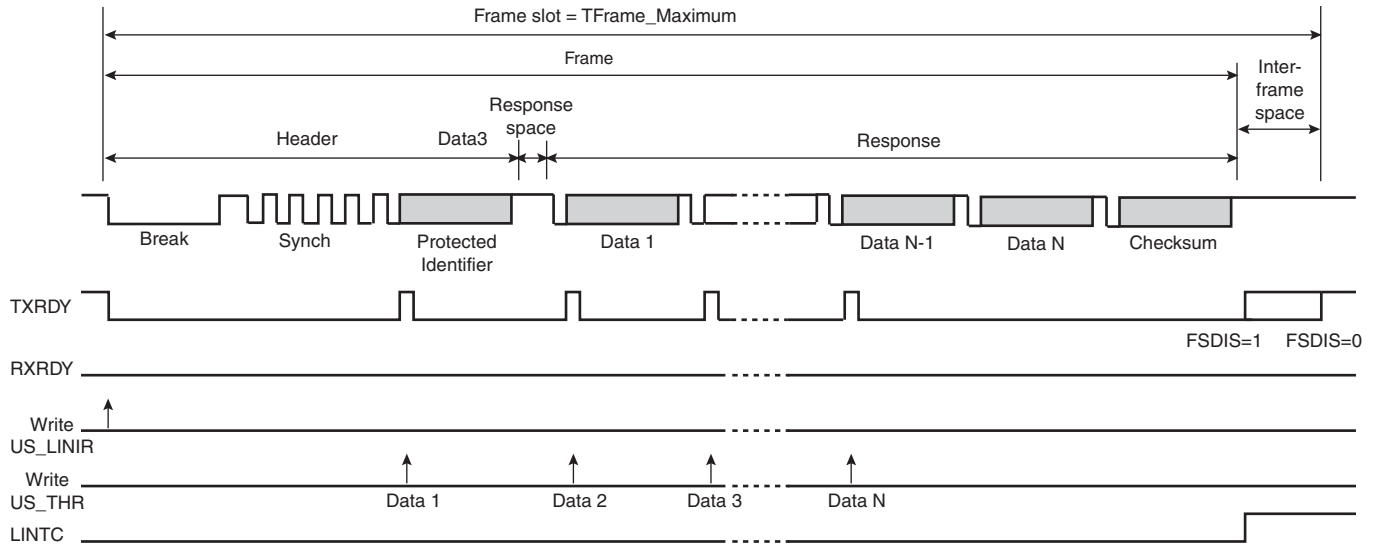 Frame slot = TFrame_Maximum
Frame
Inter-
frame
space
Response
space
Header
Data3
Response
Break
Synch
Protected
Identifier
Data 1
Data N-1
Data N
Checksum
TXRDY
FSDIS=1
FSDIS=0
RXRDY
Write
US_LINIR
Write
US_THR
Data 1
Data 2
Data 3
Data N
LINTC